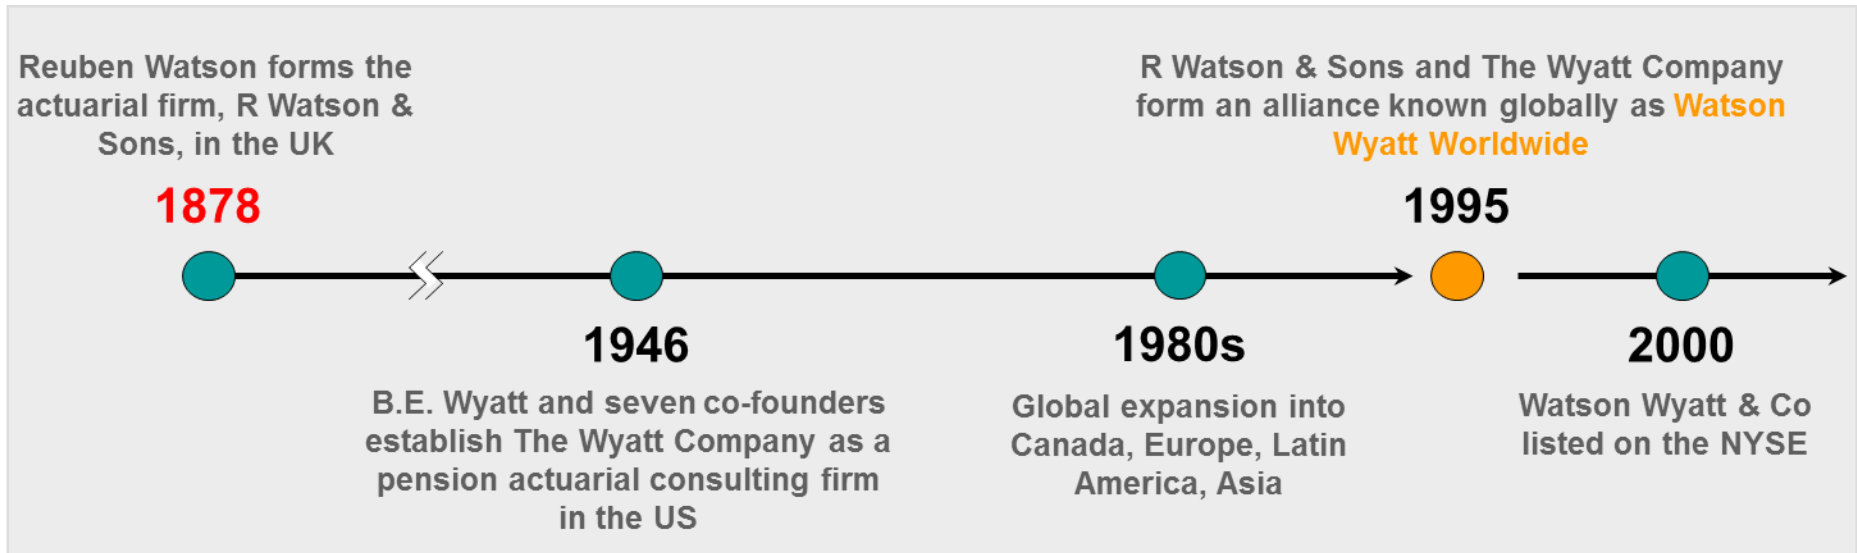 Reuben Watson forms the
actuarial firm, R Watson &
Sons, in the UK
1878
R Watson & Sons and The Wyatt Company
form an alliance known globally as Watson
Wyatt Worldwide
1995
1946
B.E. Wyatt and seven co-founders
establish The Wyatt Company as a
pension actuarial consulting firm
in the US
1980s
Global expansion into
Canada, Europe, Latin
America, Asia
2000
Watson Wyatt & Co
listed on the NYSE